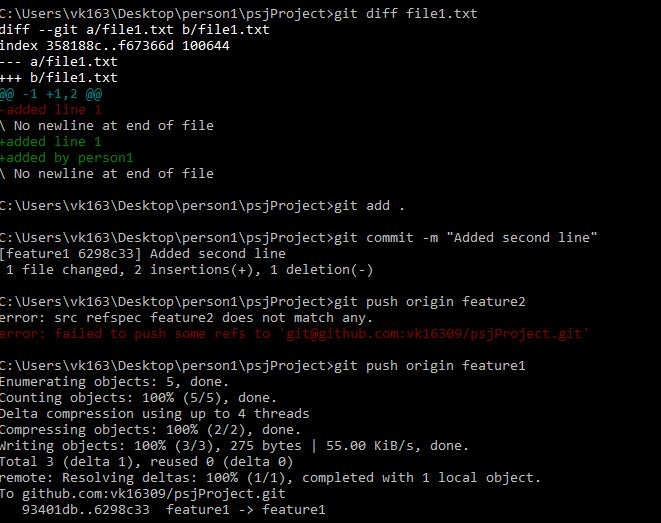 C:\Users\vk163\Desktop\person1\psjProject>git diff file1.txt
diff --git a/file1.txt b/file1.txt
index 358188c..f67366d 100644
--- a/file1.txt
+++ b/file1.txt
@@ -1 +1,2 @@
-added line 1
\ No newline at end of file
+added line 1
+added by person1
\ No newline at end of file
C:\Users\vk163\Desktop\person1\psjProject>git add .
C:\Users\vk163\Desktop\person1\psjProject>git commit -m "Added second line"
[feature1 6298c33] Added second line
1 file changed, 2 insertions(+), 1 deletion(-)
C:\Users\vk163\Desktop\person1\psjProject>git push origin feature2
error: src refspec feature2 does not match any.
error: failed to push some refs to 'git@github.com:vk16309/psjProject.git'
C:\Users\vk163\Desktop\person1\psjProject>git push origin feature1
Enumerating objects: 5, done.
Counting objects: 100% (5/5), done.
Delta compression using up to 4 threads
Compressing objects: 100% (2/2), done.
Writing objects: 100% (3/3), 275 bytes | 55.00 KiB/s, done.
Total 3 (delta 1), reused 0 (delta 0)
remote: Resolving deltas: 100% (1/1), completed with 1 local object.
To github.com:vk16309/psjProject.git
93401db..6298c33  feature1 -> feature1